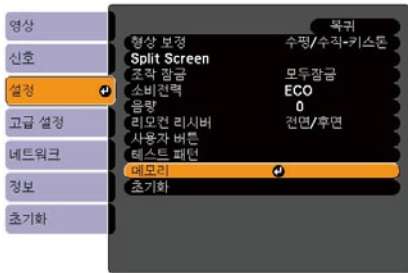 영상
신호
설정
고급 설정
네트워크
정보
초기화
복귀
형상 보정 수평/수직-키스톤
Split Screen
조작 잠금 모두잠금
소비전력 ECO
음량 0
리모컨 리시버 전면/후면
사용자 버튼
테스트 패턴
메모리
초기화